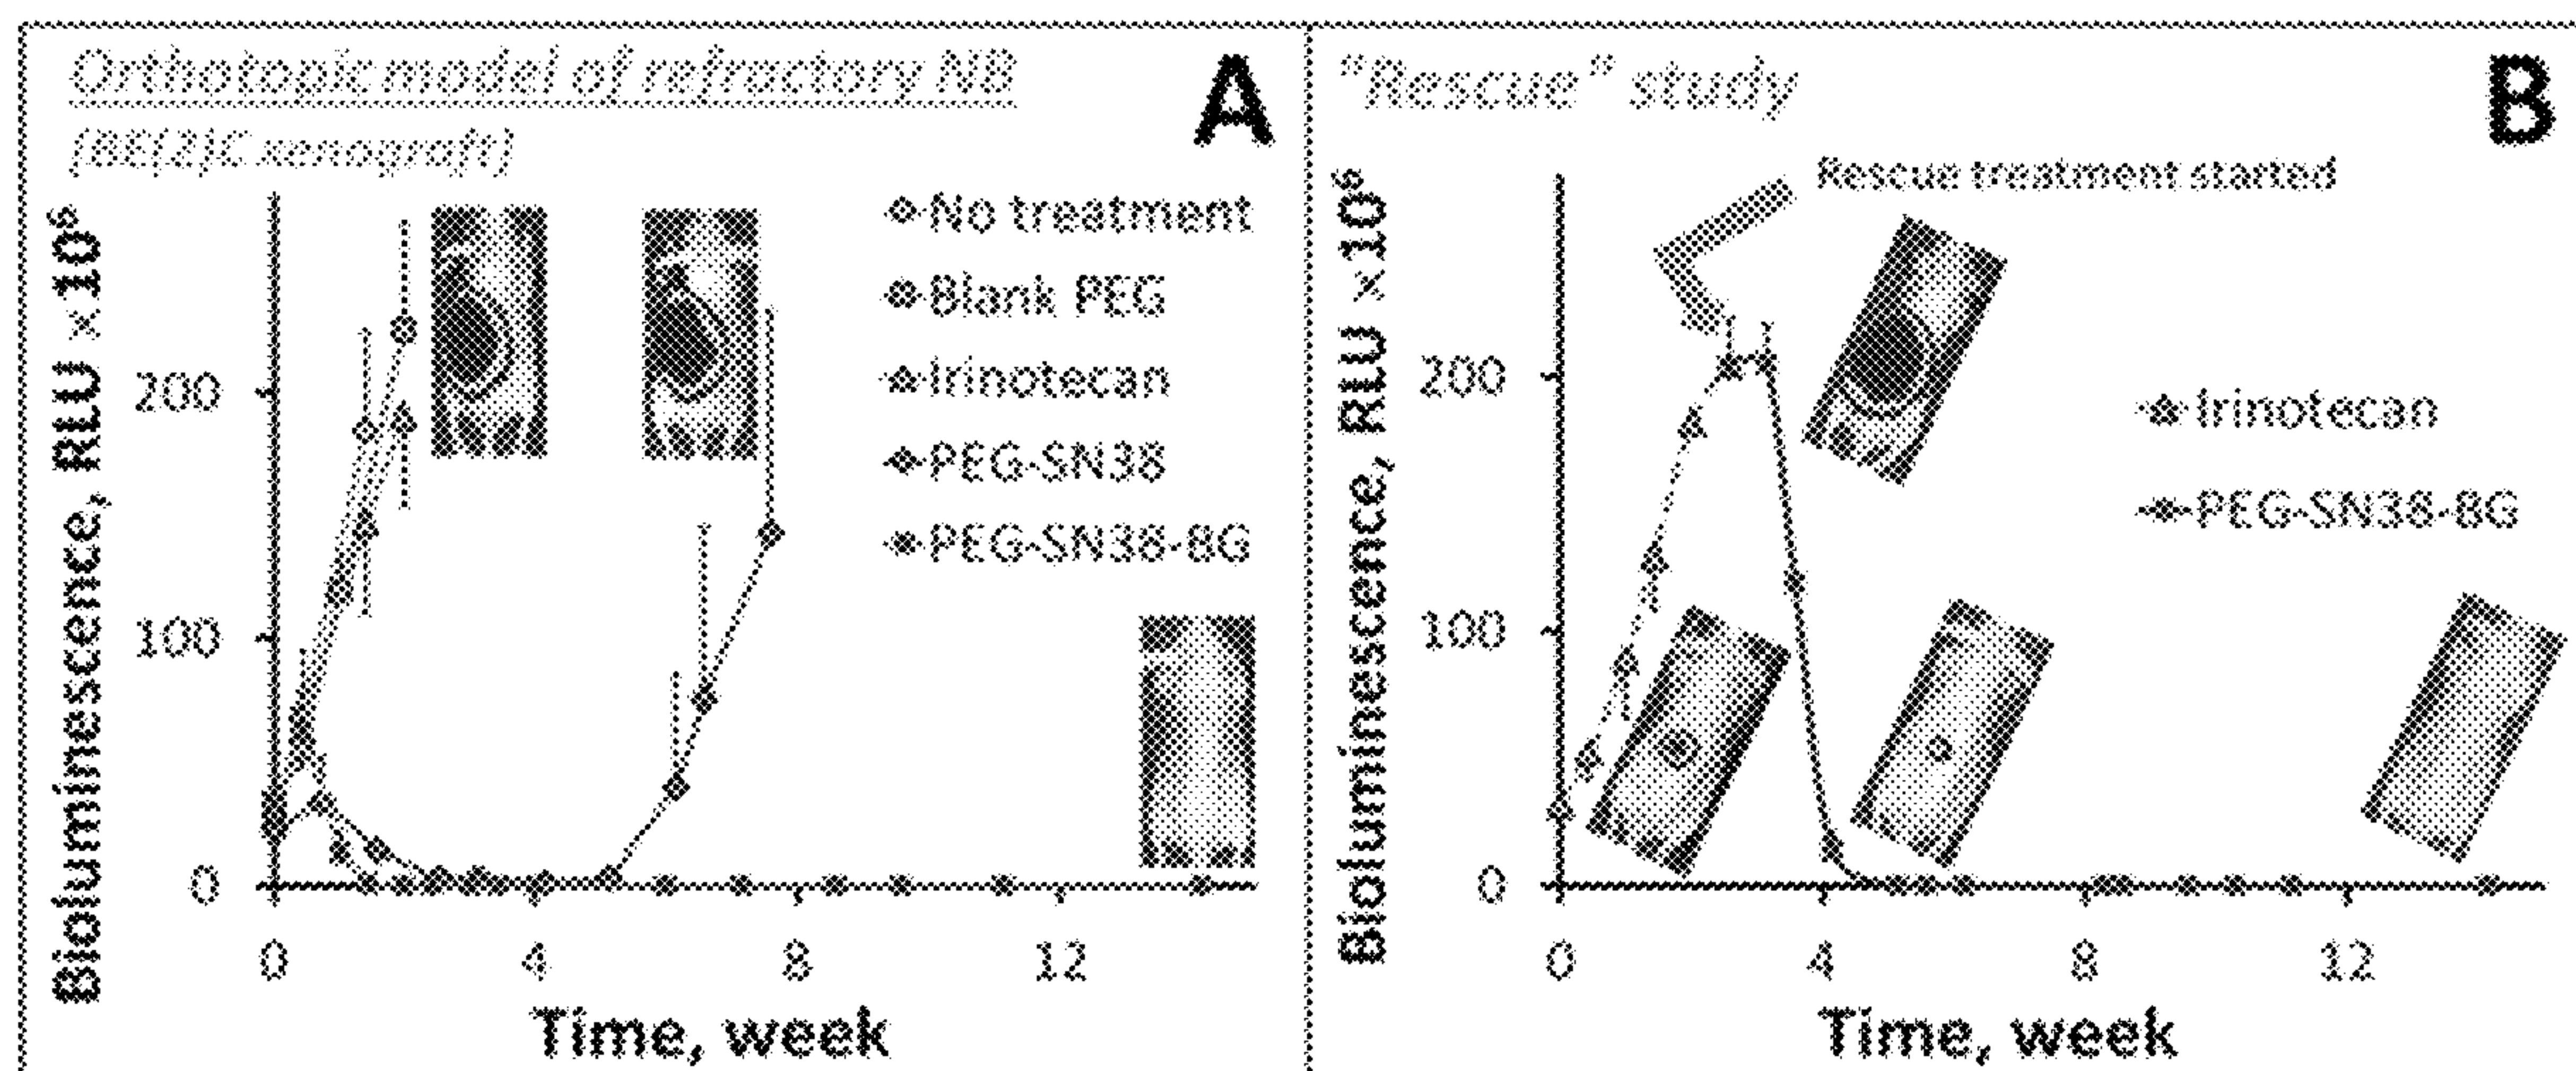 Orthotopic model of refractory NB
[BE(2)C xenograft]
A
Bioluminescence, RLU ×10⁶
200
100
0
No treatment
Blank PEG
Irinotecan
PEG-SN38
PEG-SN38-8G
0 4 8 12
Time, week
"Rescue" study
B
Rescue treatment started
Bioluminescence, RLU ×10⁶
200
100
0
Irinotecan
PEG-SN38-8G
0 4 8 12
Time, week